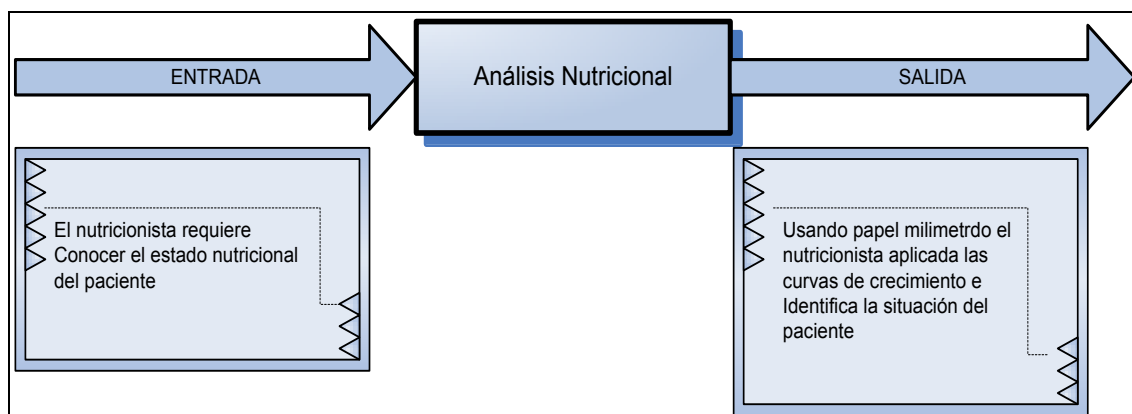 ENTRADA
Análisis Nutricional
SALIDA
El nutricionista requiere
Conocer el estado nutricional
del paciente
Usando papel milimetrdo el
nutricionista aplicada las
curvas de crecimiento e
Identifica la situación del
paciente